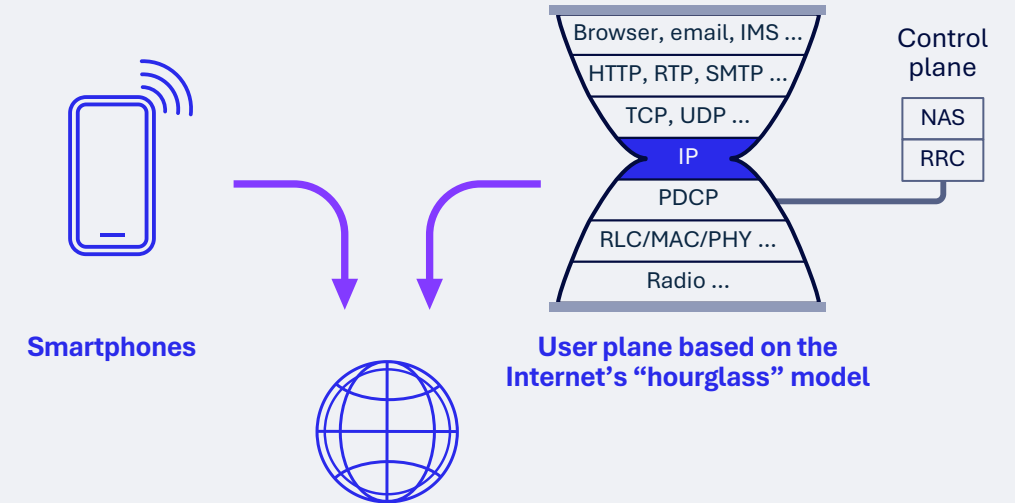 Browser, email, IMS ...
HTTP, RTP, SMTP ...
TCP, UDP ...
IP
PDCP
RLC/MAC/PHY ...
Radio ...
Control
plane
NAS
RRC
Smartphones
User plane based on the
Internet’s “hourglass” model